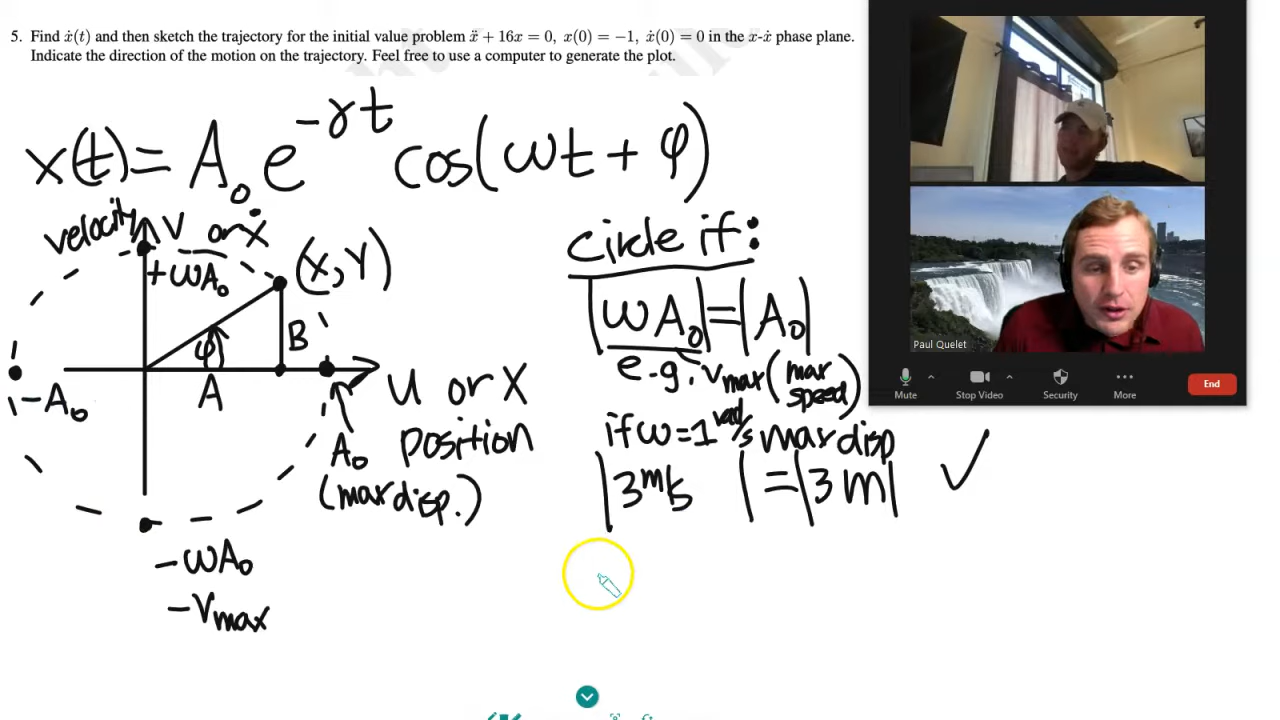 5. Find ẋ(t) and then sketch the trajectory for the initial value problem ẍ + 16x = 0, x(0) = −1, ẋ(0) = 0 in the x-ẋ phase plane.
Indicate the direction of the motion on the trajectory. Feel free to use a computer to generate the plot.
x(t) = A₀e^(-γt) cos(ωt + φ)
velocity V or ẋ
+ωA₀
(X, Y)
φ
B
A
-A₀
u or X
position
A₀
(max disp.)
-ωA₀
-Vmax
Circle if:
|ωA₀| = |A₀|
e.g. Vmax (max speed)
if ω = 1 rad/s max disp
|3 m/s| = |3 m| ✓
Paul Quelet
Mute
Stop Video
Security
More
End